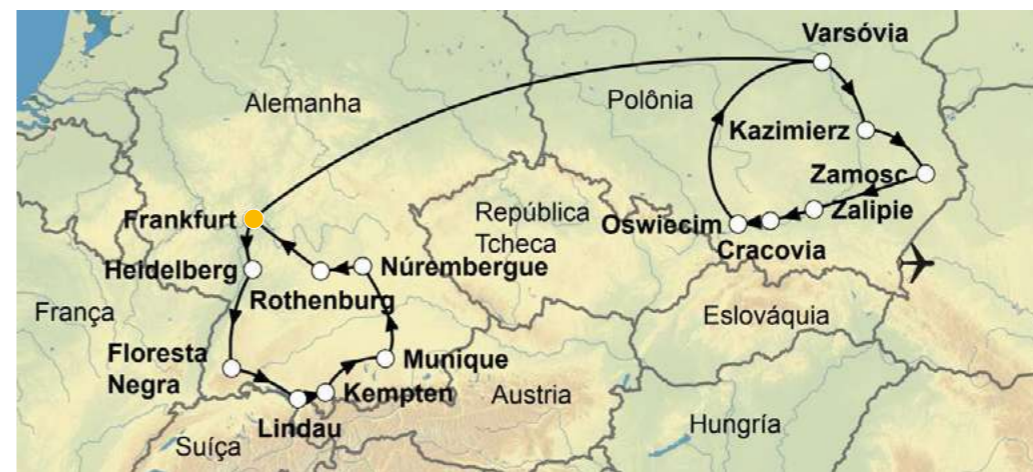 Varsóvia
Alemanha
Polônia
Kazimierz
Zamosc
Frankfurt
República
Tcheca
Oswiecim
Zalipie
Cracovia
Heidelberg
Núrembergue
Rothenburg
França
Eslováquia
Floresta
Negra
Munique
Kempten
Austria
Lindau
Hungría
Suíça